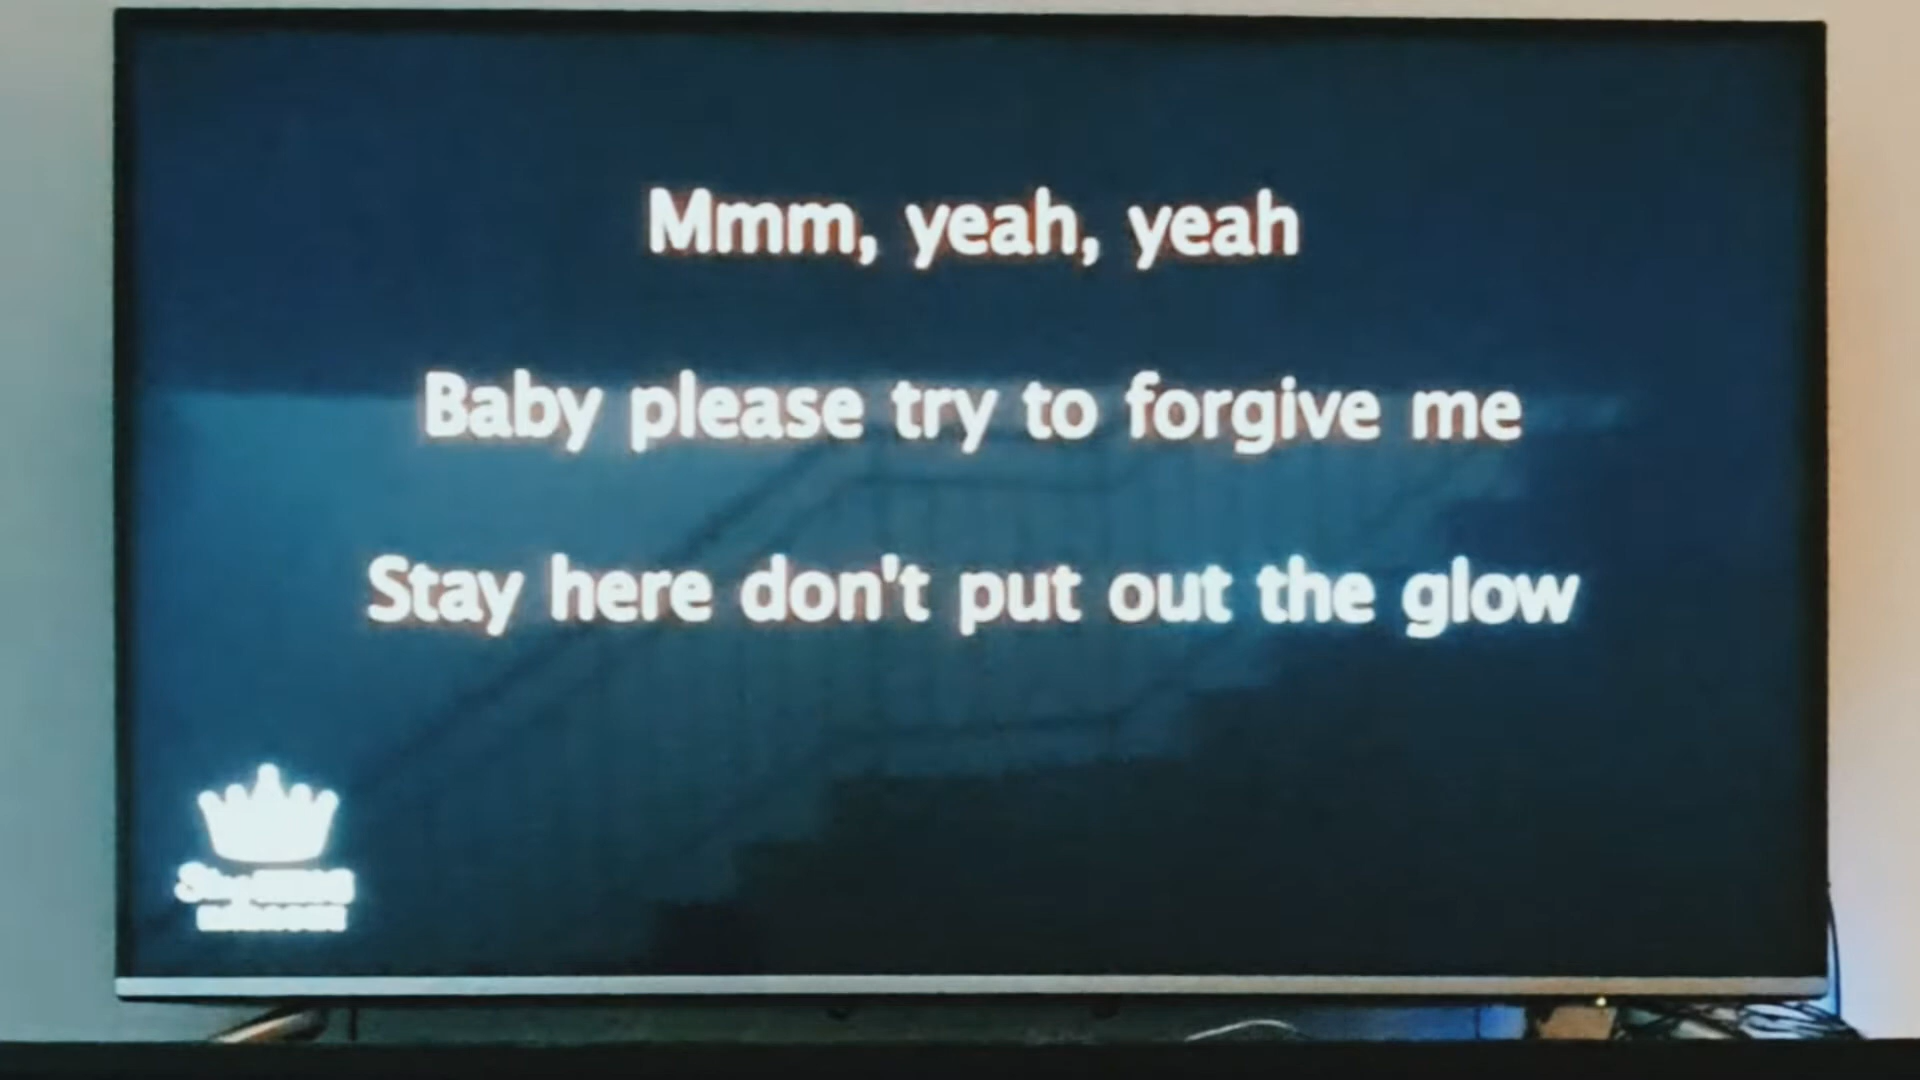 Mmm, yeah, yeah
Baby please try to forgive me
Stay here don't put out the glow